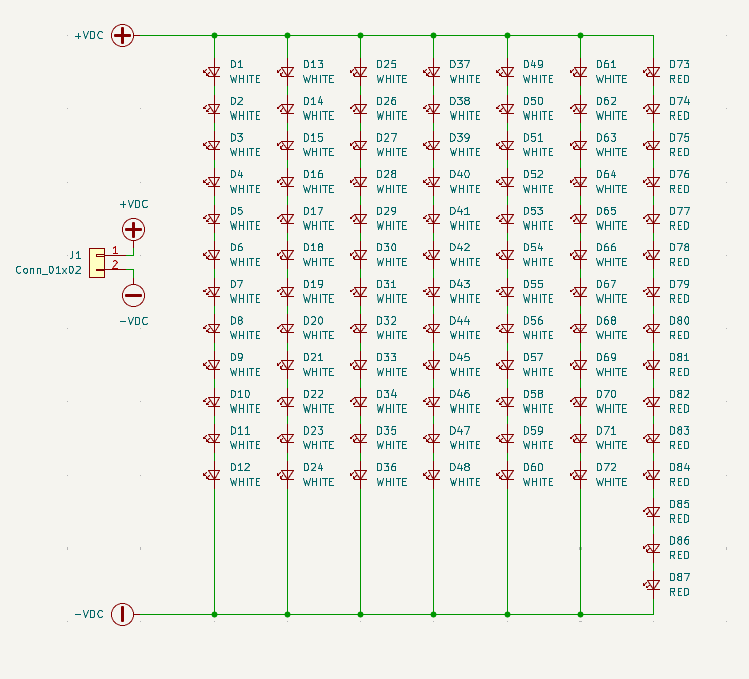 +VDC
D1 D13 D25 D37 D49 D61 D73
WHITE WHITE WHITE WHITE WHITE WHITE RED
D2 D14 D26 D38 D50 D62 D74
WHITE WHITE WHITE WHITE WHITE WHITE RED
D3 D15 D27 D39 D51 D63 D75
WHITE WHITE WHITE WHITE WHITE WHITE RED
D4 D16 D28 D40 D52 D64 D76
WHITE WHITE WHITE WHITE WHITE WHITE RED
+VDC
D5 D17 D29 D41 D53 D65 D77
WHITE WHITE WHITE WHITE WHITE WHITE RED
J1 1
Conn_01x02 2
D6 D18 D30 D42 D54 D66 D78
WHITE WHITE WHITE WHITE WHITE WHITE RED
D7 D19 D31 D43 D55 D67 D79
WHITE WHITE WHITE WHITE WHITE WHITE RED
-VDC
D8 D20 D32 D44 D56 D68 D80
WHITE WHITE WHITE WHITE WHITE WHITE RED
D9 D21 D33 D45 D57 D69 D81
WHITE WHITE WHITE WHITE WHITE WHITE RED
D10 D22 D34 D46 D58 D70 D82
WHITE WHITE WHITE WHITE WHITE WHITE RED
D11 D23 D35 D47 D59 D71 D83
WHITE WHITE WHITE WHITE WHITE WHITE RED
D12 D24 D36 D48 D60 D72 D84
WHITE WHITE WHITE WHITE WHITE WHITE RED
D85
RED
D86
RED
D87
RED
-VDC